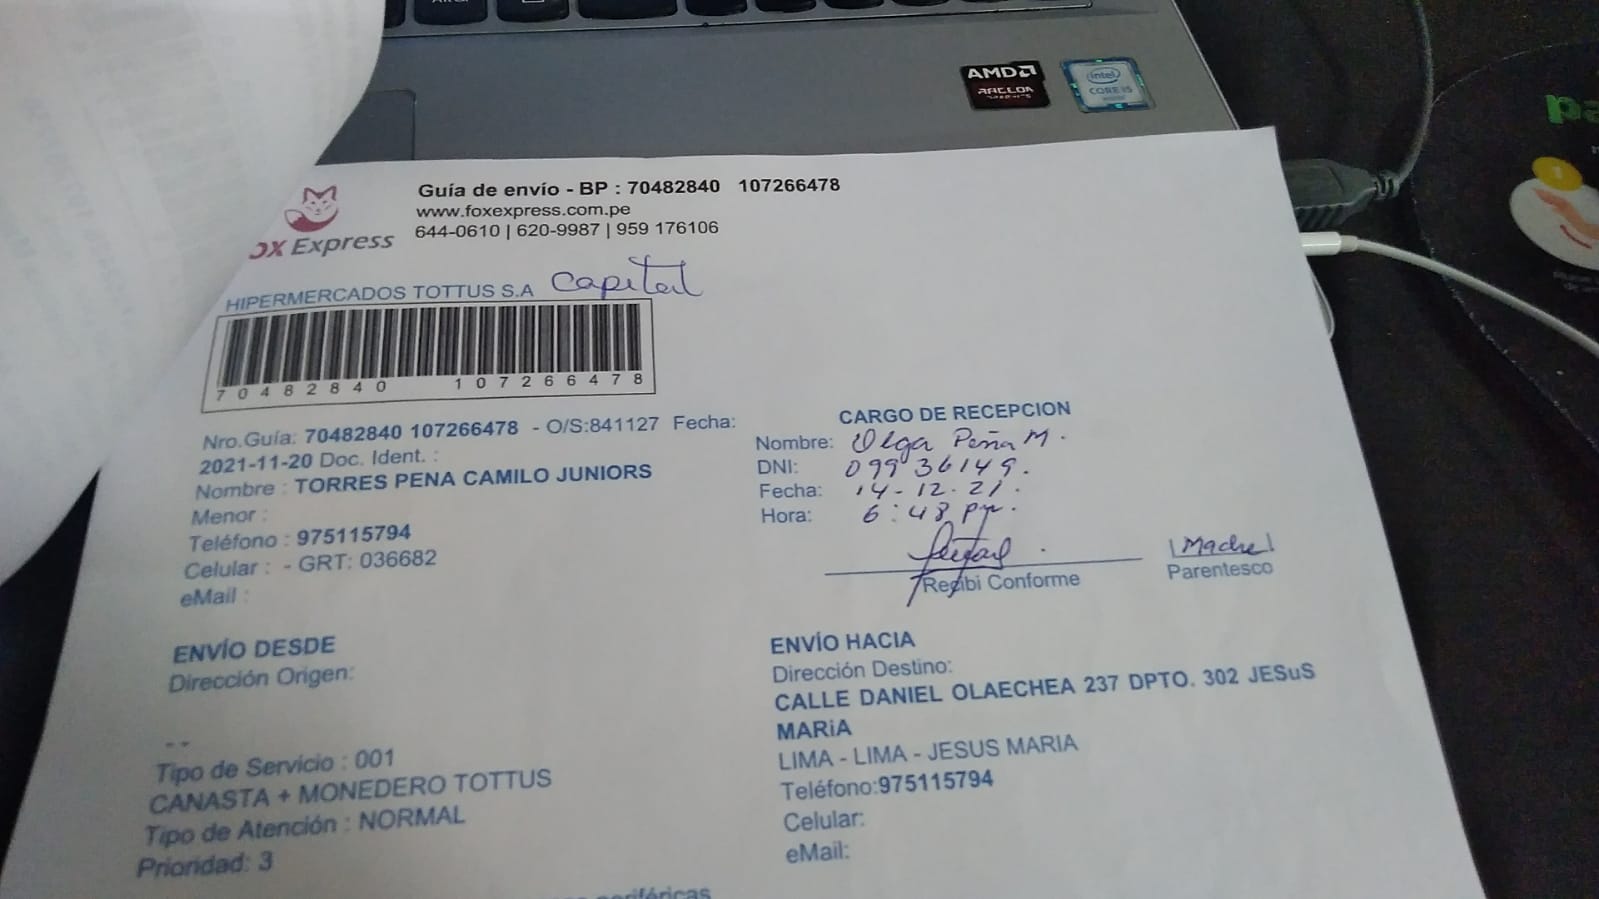 AMD
RADEON
intel
CORE i5
pa
1
Guía de envío - BP : 70482840 107266478
www.foxexpress.com.pe
644-0610 | 620-9987 | 959 176106
OX Express
HIPERMERCADOS TOTTUS S.A Capital
70482840 107266478
Nro.Guía: 70482840 107266478 - O/S:841127 Fecha:
2021-11-20 Doc. Ident. :
Nombre : TORRES PENA CAMILO JUNIORS
Menor :
Teléfono : 975115794
Celular : - GRT: 036682
eMail :
CARGO DE RECEPCION
Nombre: Olga Peña M.
DNI: 09936149.
Fecha: 14-12-21.
Hora: 6:48 pm.
Recibi Conforme
Madre
Parentesco
ENVÍO DESDE
Dirección Origen:
--
Tipo de Servicio : 001
CANASTA + MONEDERO TOTTUS
Tipo de Atención : NORMAL
Prioridad: 3
ENVÍO HACIA
Dirección Destino:
CALLE DANIEL OLAECHEA 237 DPTO. 302 JESuS
MARiA
LIMA - LIMA - JESUS MARIA
Teléfono:975115794
Celular:
eMail:
periféricas